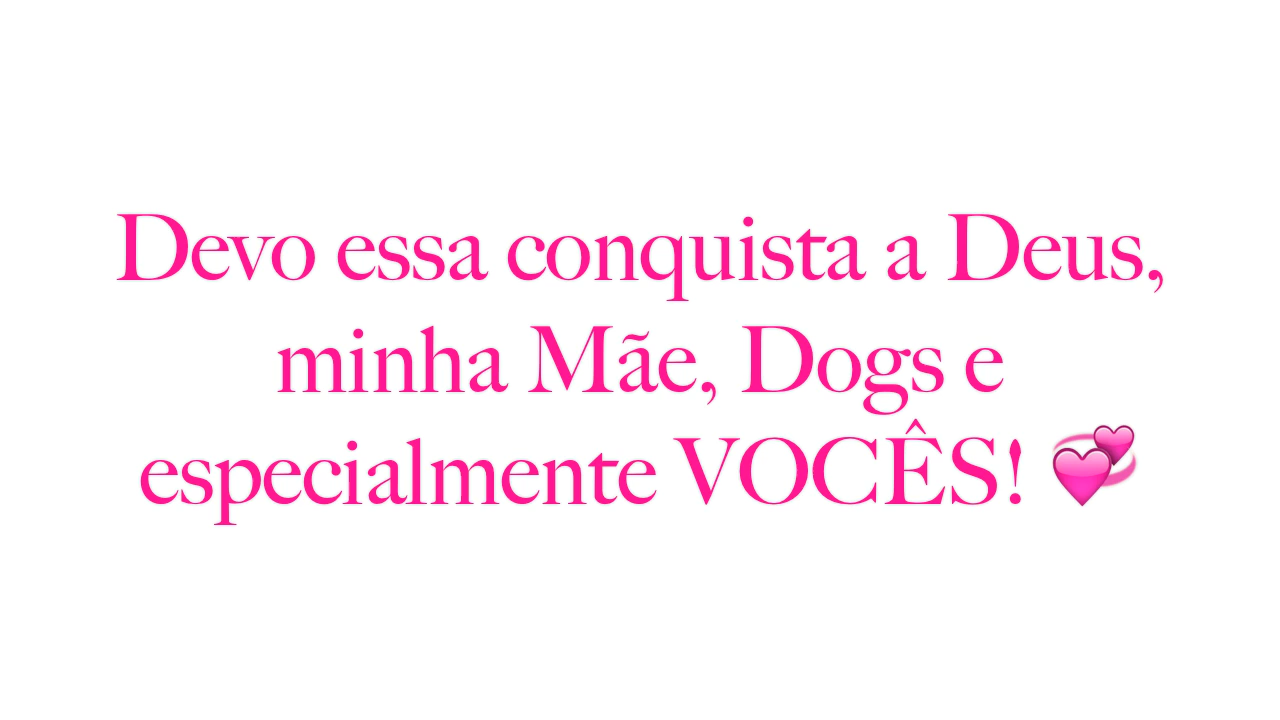 Devo essa conquista a Deus,
minha Mãe, Dogs e
especialmente VOCÊS! 💞